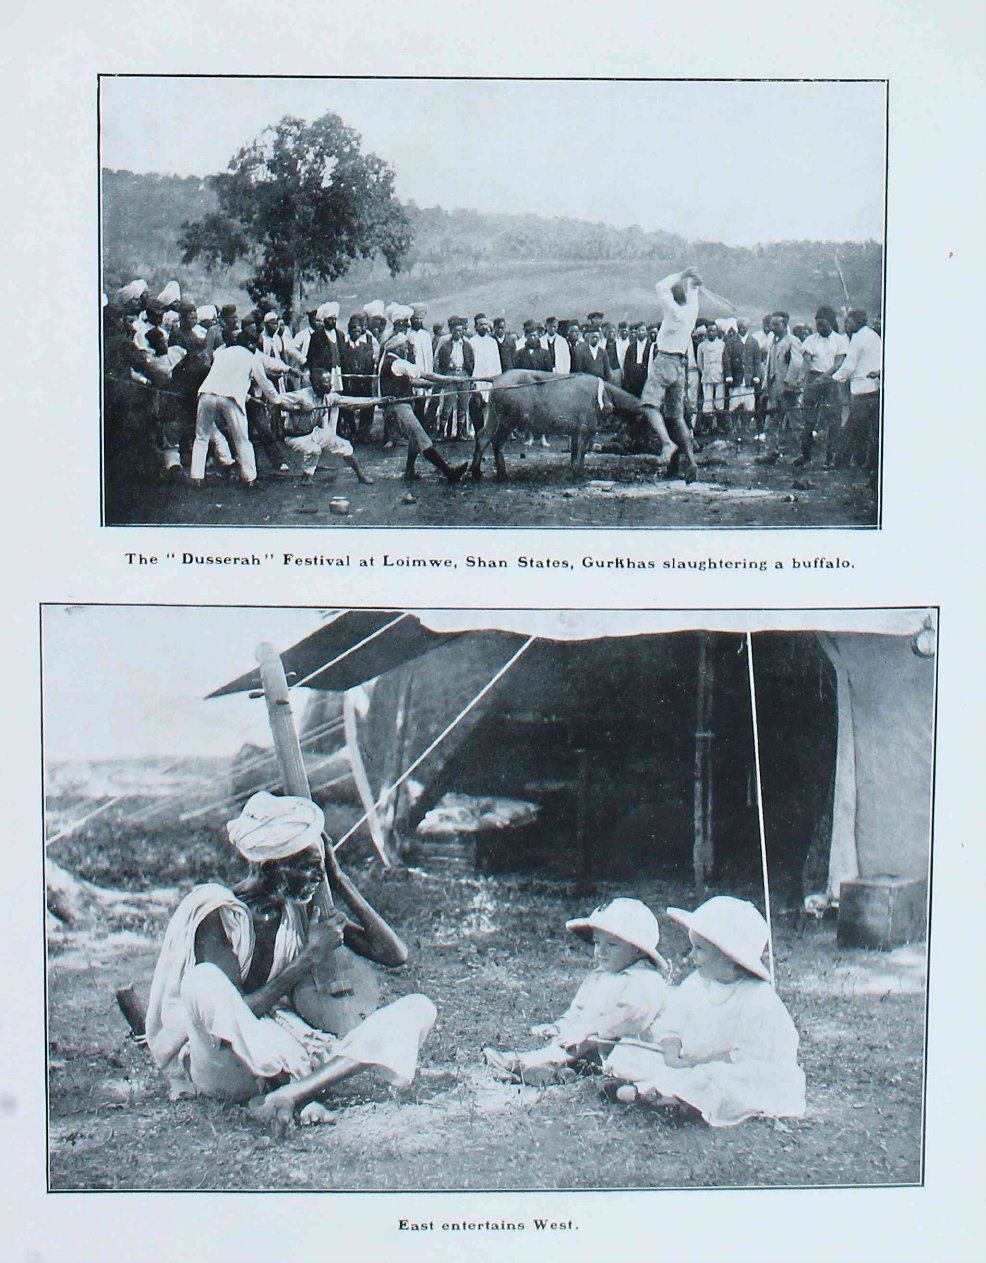 The "Dusserah" Festival at Loimwe, Shan States, Gurkhas slaughtering a buffalo.
East entertains West.